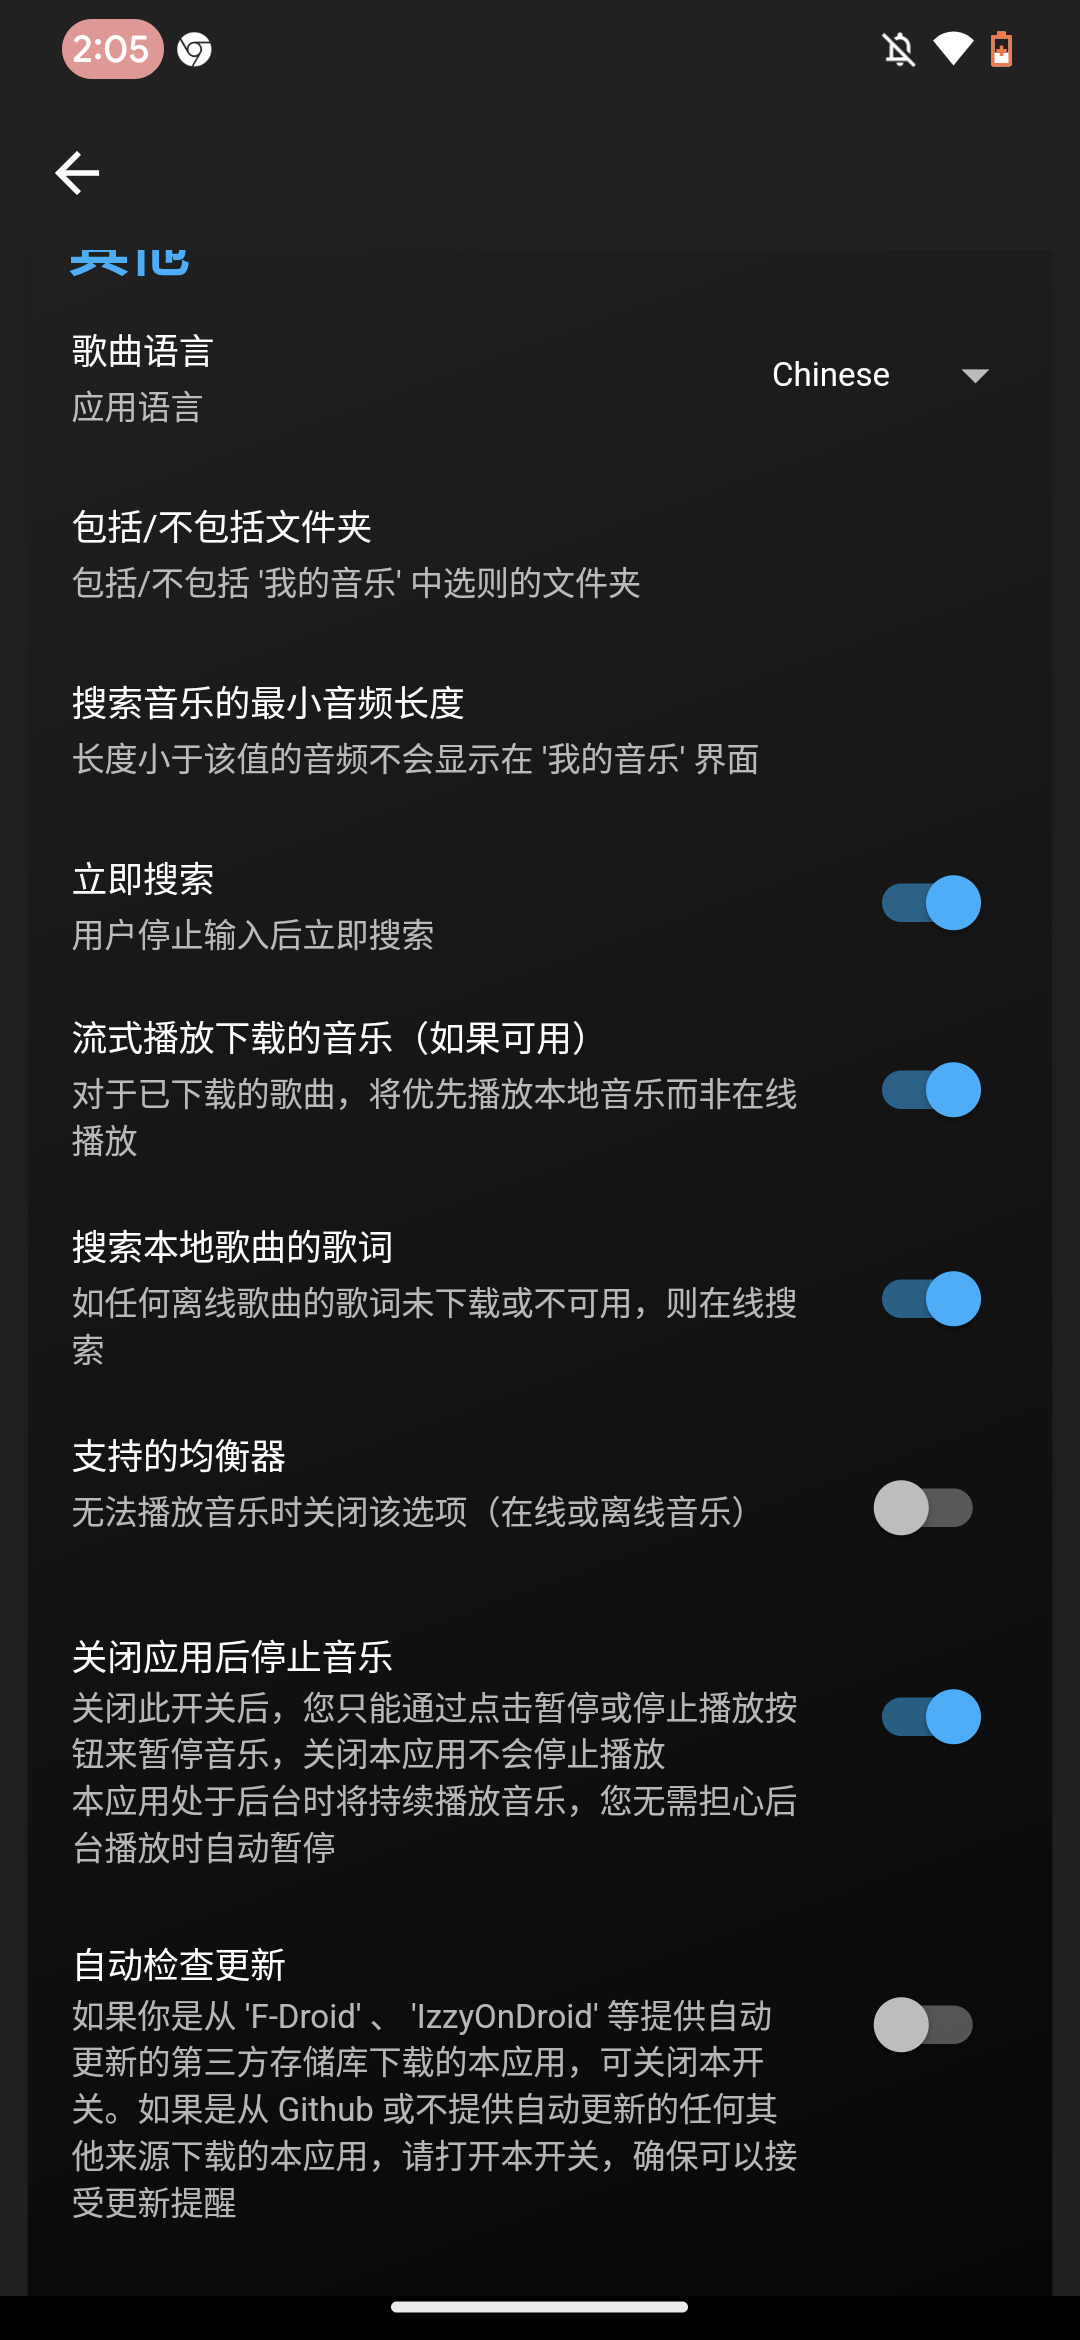 2:05
其他
歌曲语言
应用语言
Chinese
包括/不包括文件夹
包括/不包括 '我的音乐' 中选则的文件夹
搜索音乐的最小音频长度
长度小于该值的音频不会显示在 '我的音乐' 界面
立即搜索
用户停止输入后立即搜索
流式播放下载的音乐（如果可用）
对于已下载的歌曲，将优先播放本地音乐而非在线
播放
搜索本地歌曲的歌词
如任何离线歌曲的歌词未下载或不可用，则在线搜
索
支持的均衡器
无法播放音乐时关闭该选项（在线或离线音乐）
关闭应用后停止音乐
关闭此开关后，您只能通过点击暂停或停止播放按
钮来暂停音乐，关闭本应用不会停止播放
本应用处于后台时将持续播放音乐，您无需担心后
台播放时自动暂停
自动检查更新
如果你是从 'F-Droid' 、 'IzzyOnDroid' 等提供自动
更新的第三方存储库下载的本应用，可关闭本开
关。如果是从 Github 或不提供自动更新的任何其
他来源下载的本应用，请打开本开关，确保可以接
受更新提醒